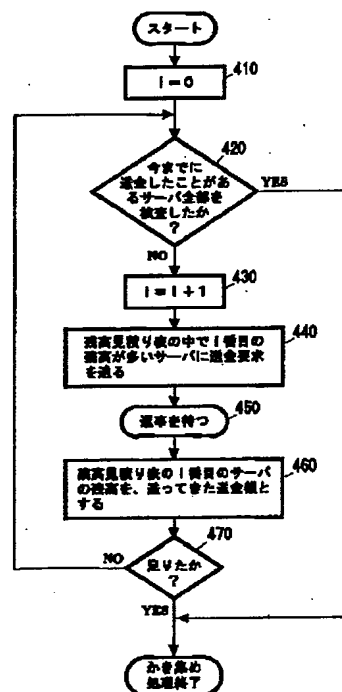 スタート
i=0
410
今までに
送金したことがあ
るサーバ全部を
検査したか
?
420
YES
NO
i=i+1
430
残高見積り表の中でi番目の
残高が多いサーバに送金要求
を送る
440
返事を待つ
450
残高見積り表のi番目のサーバ
の残高を、送ってきた送金額と
する
460
足りたか
?
470
NO
YES
かき集め
処理終了